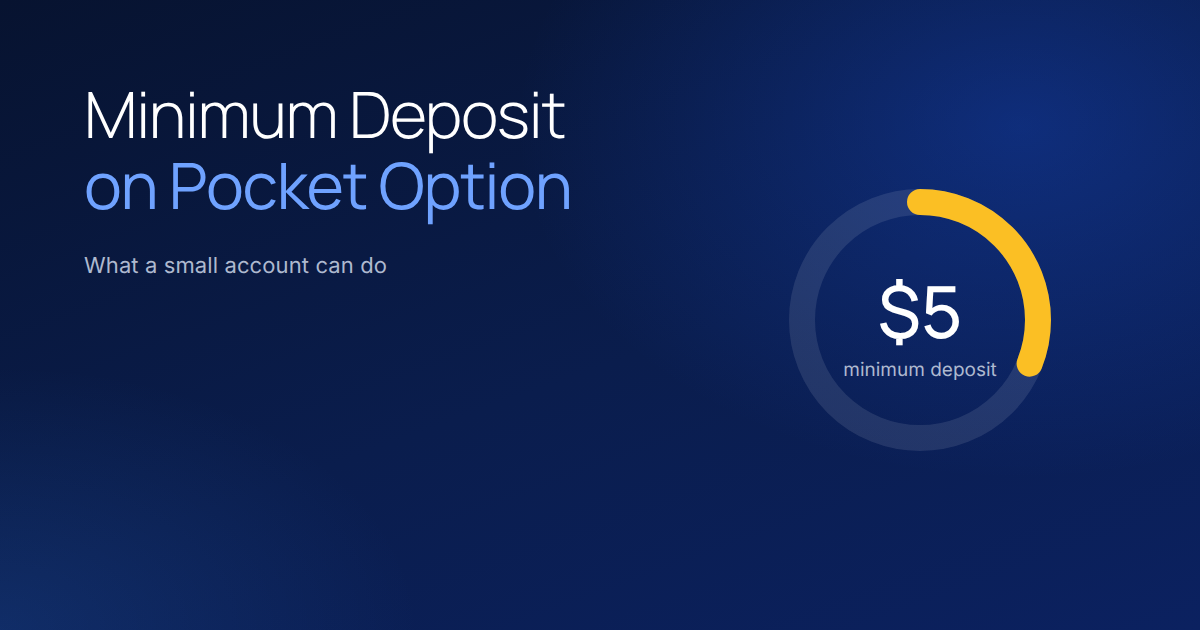 Minimum Deposit
on Pocket Option
What a small account can do
$5
minimum deposit